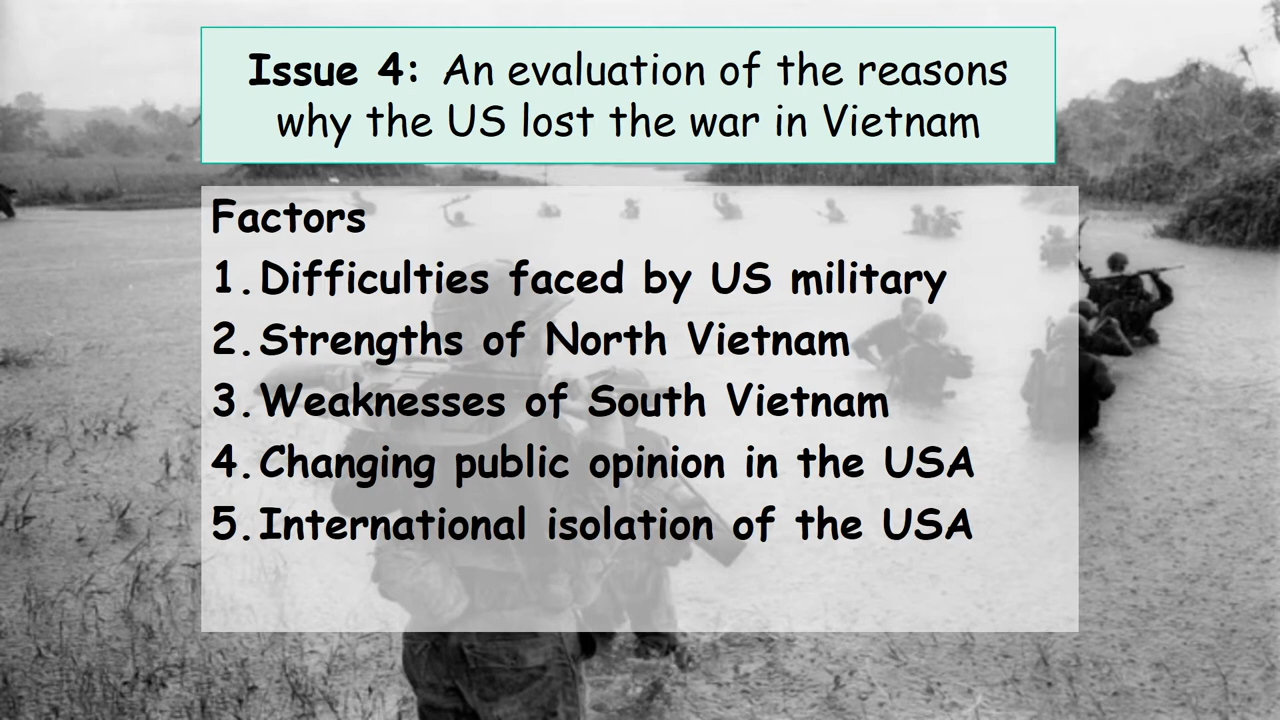 Issue 4: An evaluation of the reasons
why the US lost the war in Vietnam
Factors
1. Difficulties faced by US military
2. Strengths of North Vietnam
3. Weaknesses of South Vietnam
4. Changing public opinion in the USA
5. International isolation of the USA